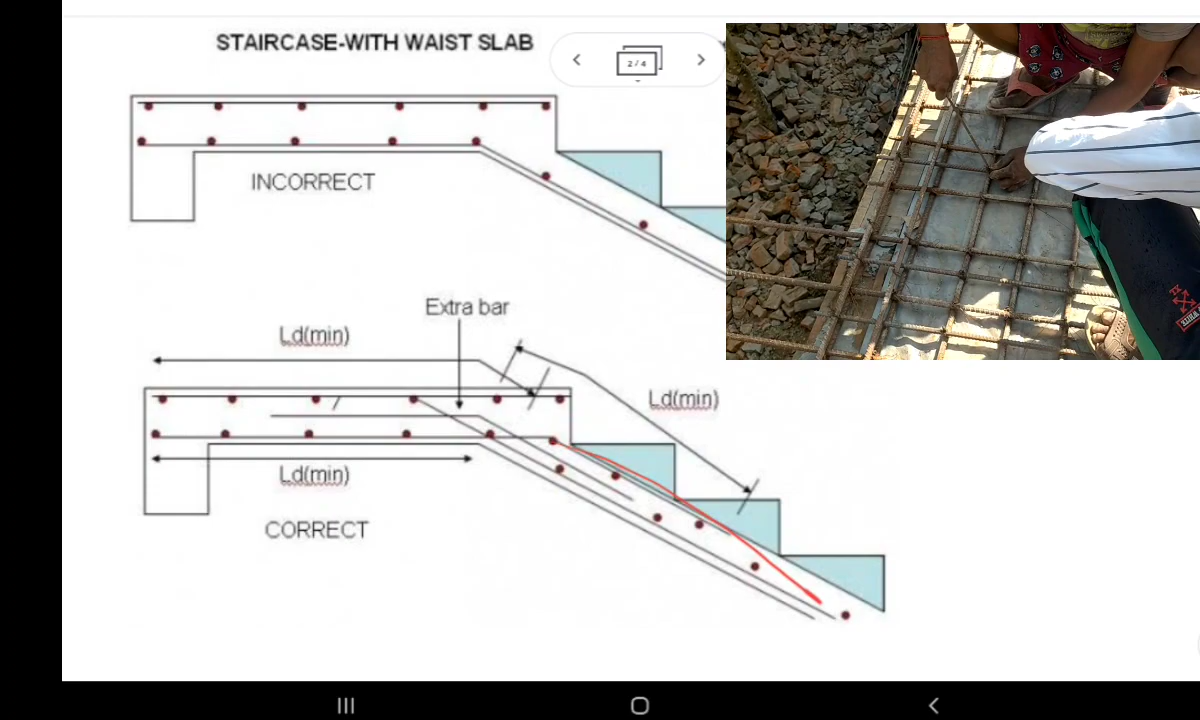 STAIRCASE-WITH WAIST SLAB
2 / 4
INCORRECT
Extra bar
Ld(min)
Ld(min)
Ld(min)
CORRECT